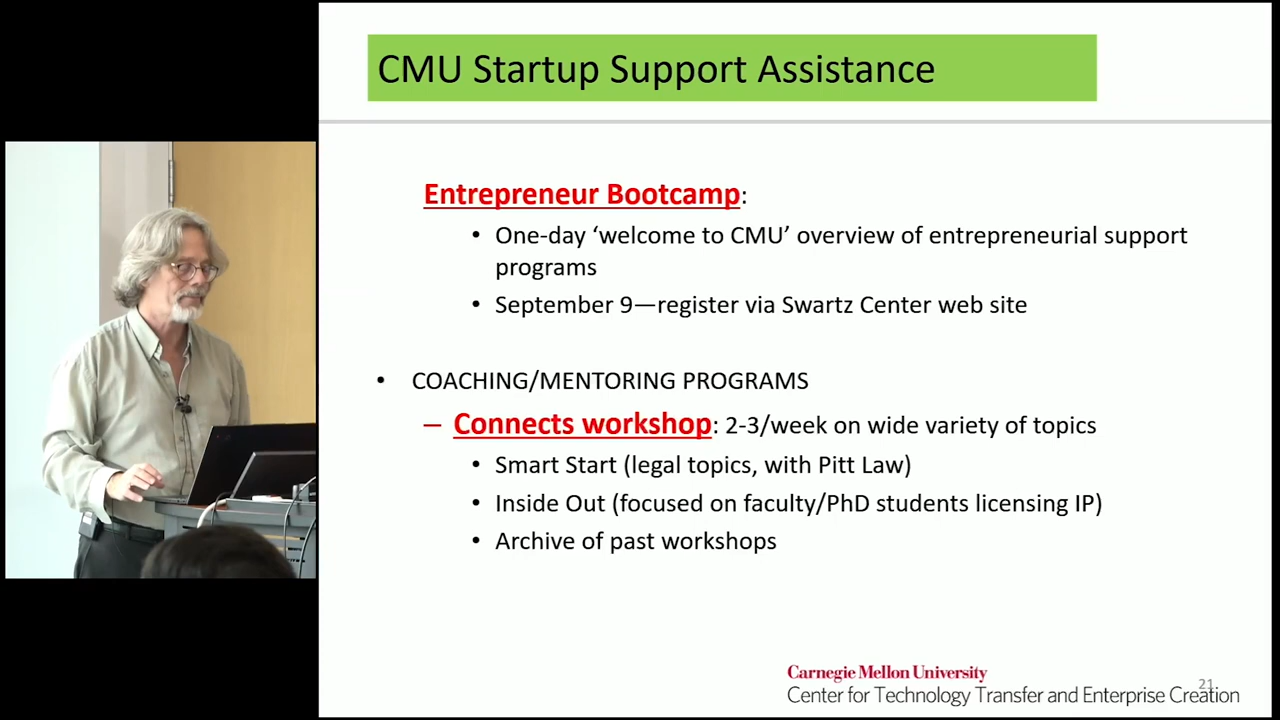 CMU Startup Support Assistance
Entrepreneur Bootcamp:
• One-day ‘welcome to CMU’ overview of entrepreneurial support
programs
• September 9—register via Swartz Center web site
• COACHING/MENTORING PROGRAMS
– Connects workshop: 2-3/week on wide variety of topics
• Smart Start (legal topics, with Pitt Law)
• Inside Out (focused on faculty/PhD students licensing IP)
• Archive of past workshops
Carnegie Mellon University
Center for Technology Transfer and Enterprise Creation
21